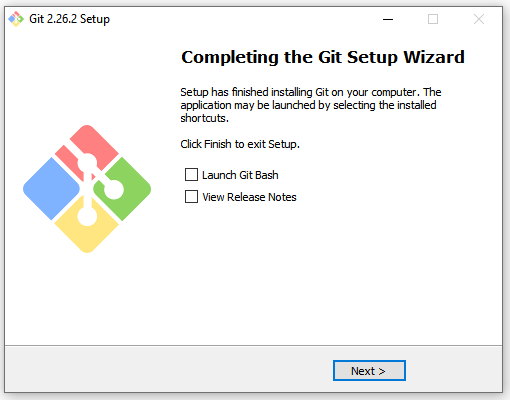 Git 2.26.2 Setup
Completing the Git Setup Wizard
Setup has finished installing Git on your computer. The
application may be launched by selecting the installed
shortcuts.
Click Finish to exit Setup.
Launch Git Bash
View Release Notes
Next >